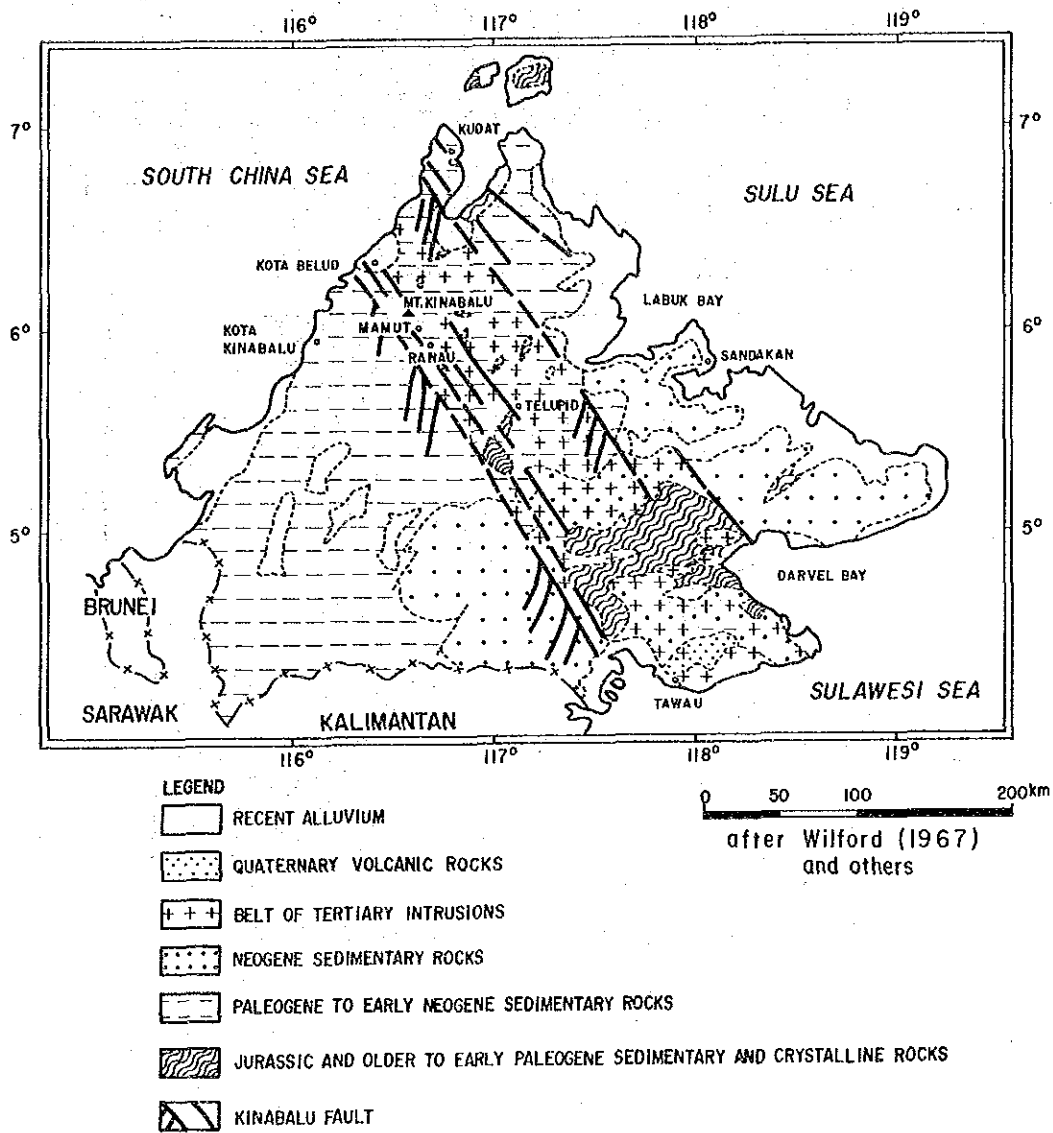 116°
117°
118°
119°
7°
7°
KUDAT
SOUTH CHINA SEA
SULU SEA
KOTA BELUD
LABUK BAY
MT. KINABALU
6°
6°
MAMUT
KOTA
KINABALU
SANDAKAN
RANAU
TELUPID
5°
5°
DARVEL BAY
BRUNEI
SULAWESI SEA
TAWAU
SARAWAK
KALIMANTAN
116°
117°
118°
119°
LEGEND
RECENT ALLUVIUM
QUATERNARY VOLCANIC ROCKS
BELT OF TERTIARY INTRUSIONS
NEOGENE SEDIMENTARY ROCKS
PALEOGENE TO EARLY NEOGENE SEDIMENTARY ROCKS
JURASSIC AND OLDER TO EARLY PALEOGENE SEDIMENTARY AND CRYSTALLINE ROCKS
KINABALU FAULT
0 50 100 200km
after Wilford (1967)
and others